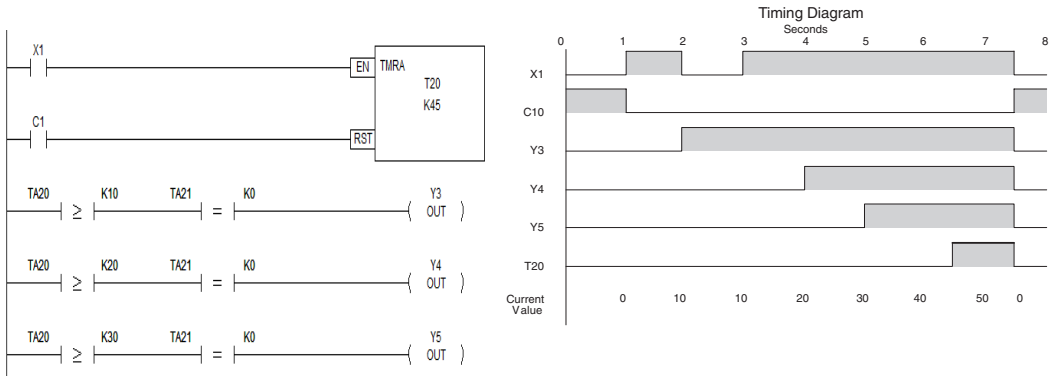 X1
EN TMRA
T20
K45
C1
RST
TA20 K10 TA21 K0 Y3
≥ = OUT
TA20 K20 TA21 K0 Y4
≥ = OUT
TA20 K30 TA21 K0 Y5
≥ = OUT
Timing Diagram
Seconds
0 1 2 3 4 5 6 7 8
X1
C10
Y3
Y4
Y5
T20
Current
Value
0 10 10 20 30 40 50 0